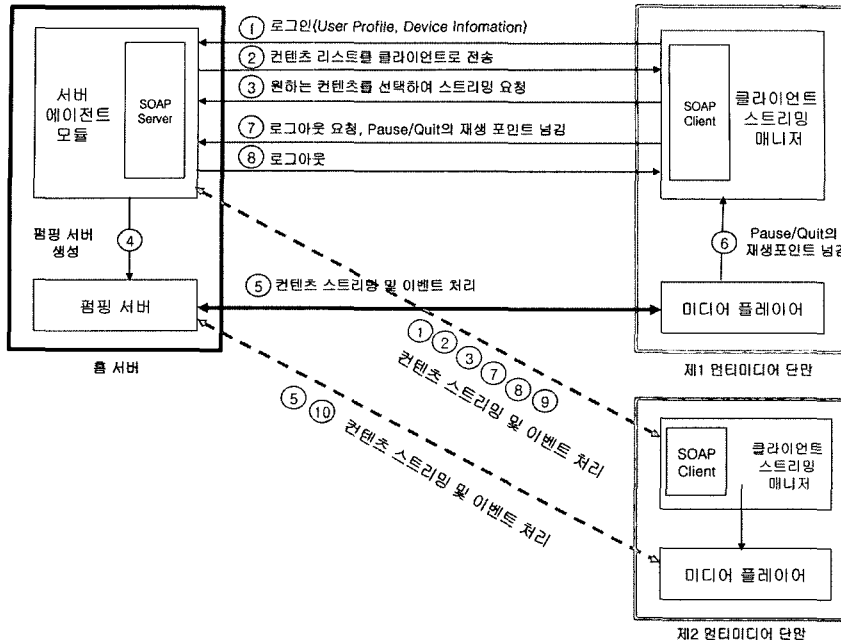 ① 로그인(User Profile, Device Infomation)
② 컨텐츠 리스트를 클라이언트로 전송
③ 원하는 컨텐츠를 선택하여 스트리밍 요청
⑦ 로그아웃 요청, Pause/Quit의 재생 포인트 넘김
⑧ 로그아웃
서버
에이전트
모듈
SOAP
Server
SOAP
Client
클라이언트
스트리밍
매니저
펌핑 서버
생성
④
⑥
Pause/Quit의
재생포인트 넘김
⑤ 컨텐츠 스트리밍 및 이벤트 처리
펌핑 서버
미디어 플레이어
홈 서버
제1 멀티미디어 단말
① ② ③ ⑦ ⑧ ⑨
컨텐츠 스트리밍 및 이벤트 처리
⑤ ⑩ 컨텐츠 스트리밍 및 이벤트 처리
SOAP
Client
클라이언트
스트리밍
매니저
미디어 플레이어
제2 멀티미디어 단말